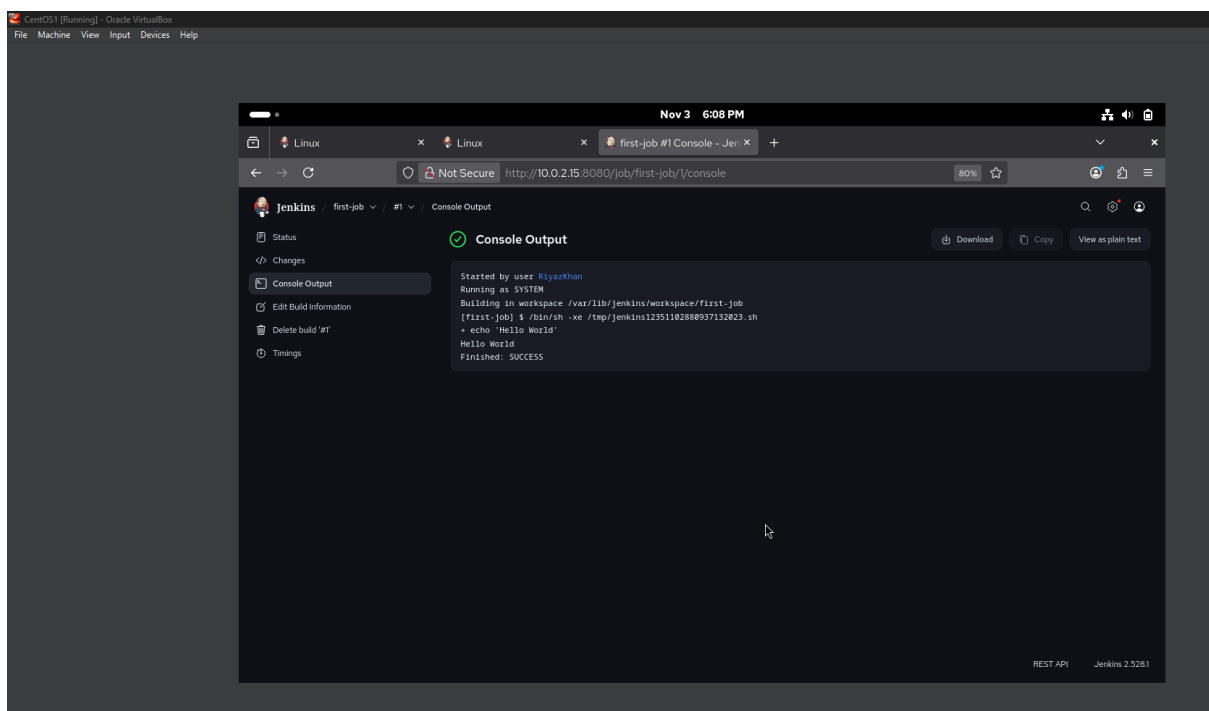 CentOS1 [Running] - Oracle VirtualBox
File Machine View Input Devices Help
Nov 3 6:08 PM
Linux
Linux
first-job #1 Console - Jen
Not Secure http://10.0.2.15:8080/job/first-job/1/console 80%
Jenkins / first-job / #1 / Console Output
Status
Changes
Console Output
Edit Build Information
Delete build '#1'
Timings
Console Output
Download Copy View as plain text
Started by user RiyazKhan
Running as SYSTEM
Building in workspace /var/lib/jenkins/workspace/first-job
[first-job] $ /bin/sh -xe /tmp/jenkins12351102880937132023.sh
+ echo 'Hello World'
Hello World
Finished: SUCCESS
REST API Jenkins 2.528.1